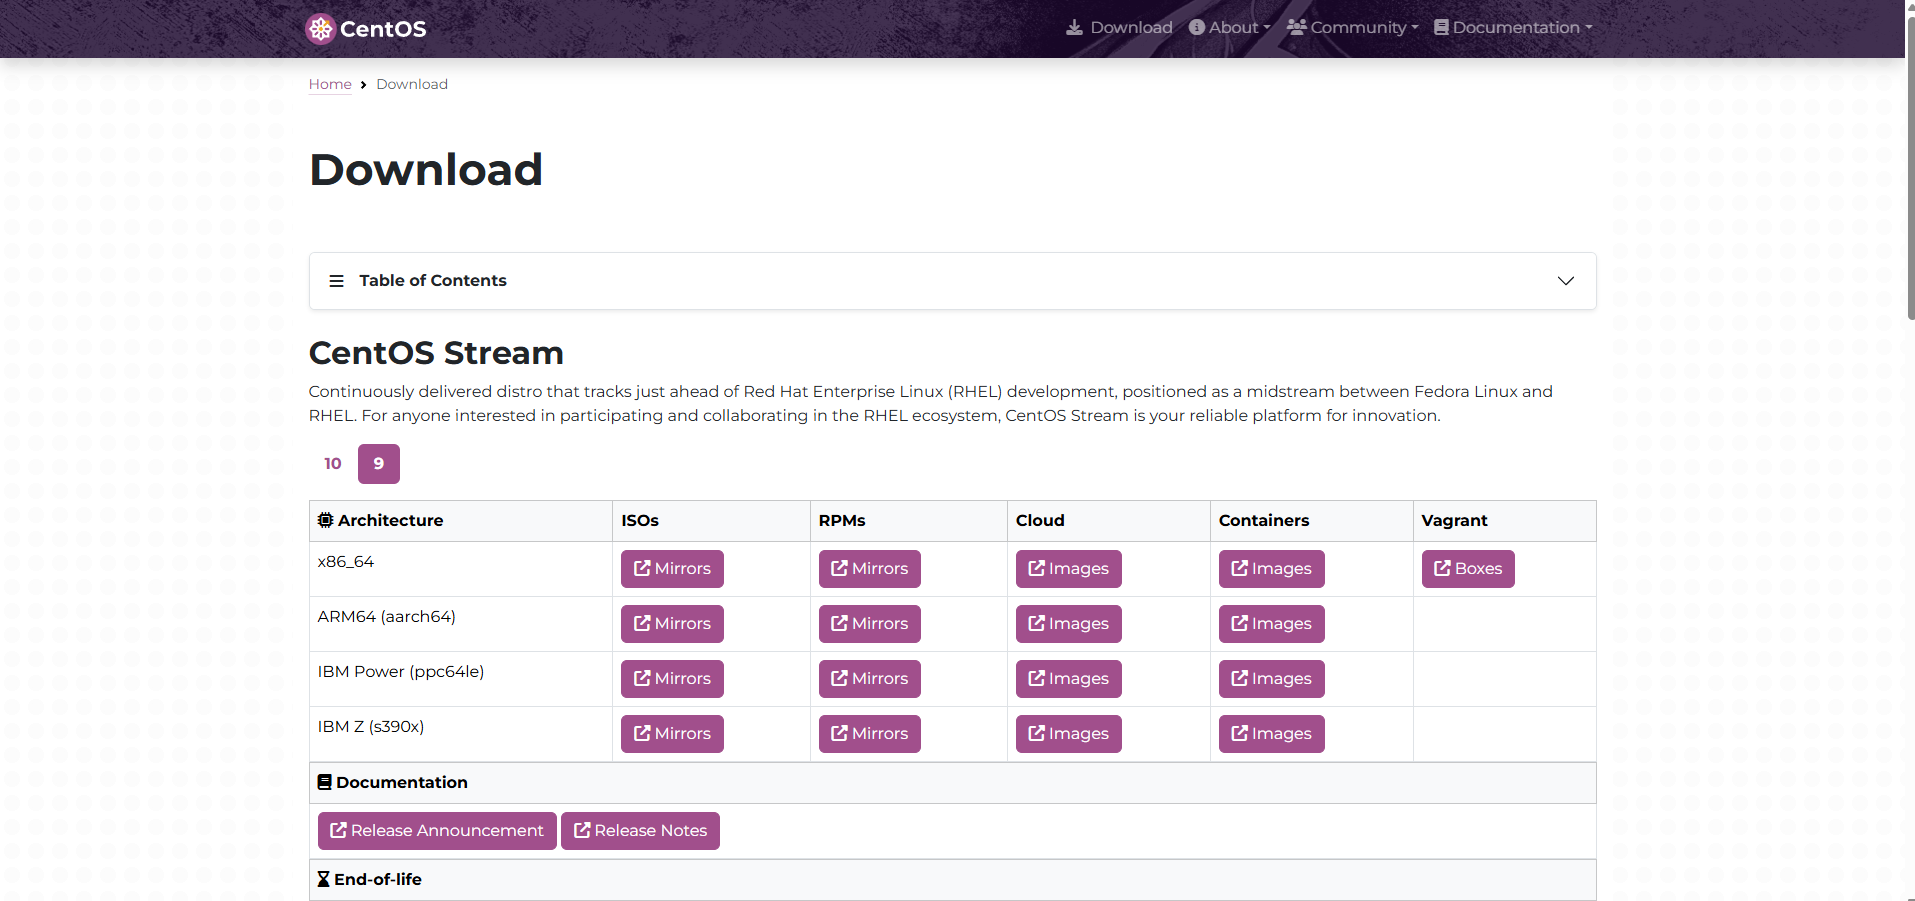 CentOS
Download About Community Documentation
Home Download
Download
Table of Contents
CentOS Stream
Continuously delivered distro that tracks just ahead of Red Hat Enterprise Linux (RHEL) development, positioned as a midstream between Fedora Linux and
RHEL. For anyone interested in participating and collaborating in the RHEL ecosystem, CentOS Stream is your reliable platform for innovation.
10 9
Architecture ISOs RPMs Cloud Containers Vagrant
x86_64 Mirrors Mirrors Images Images Boxes
ARM64 (aarch64) Mirrors Mirrors Images Images
IBM Power (ppc64le) Mirrors Mirrors Images Images
IBM Z (s390x) Mirrors Mirrors Images Images
Documentation
Release Announcement Release Notes
End-of-life